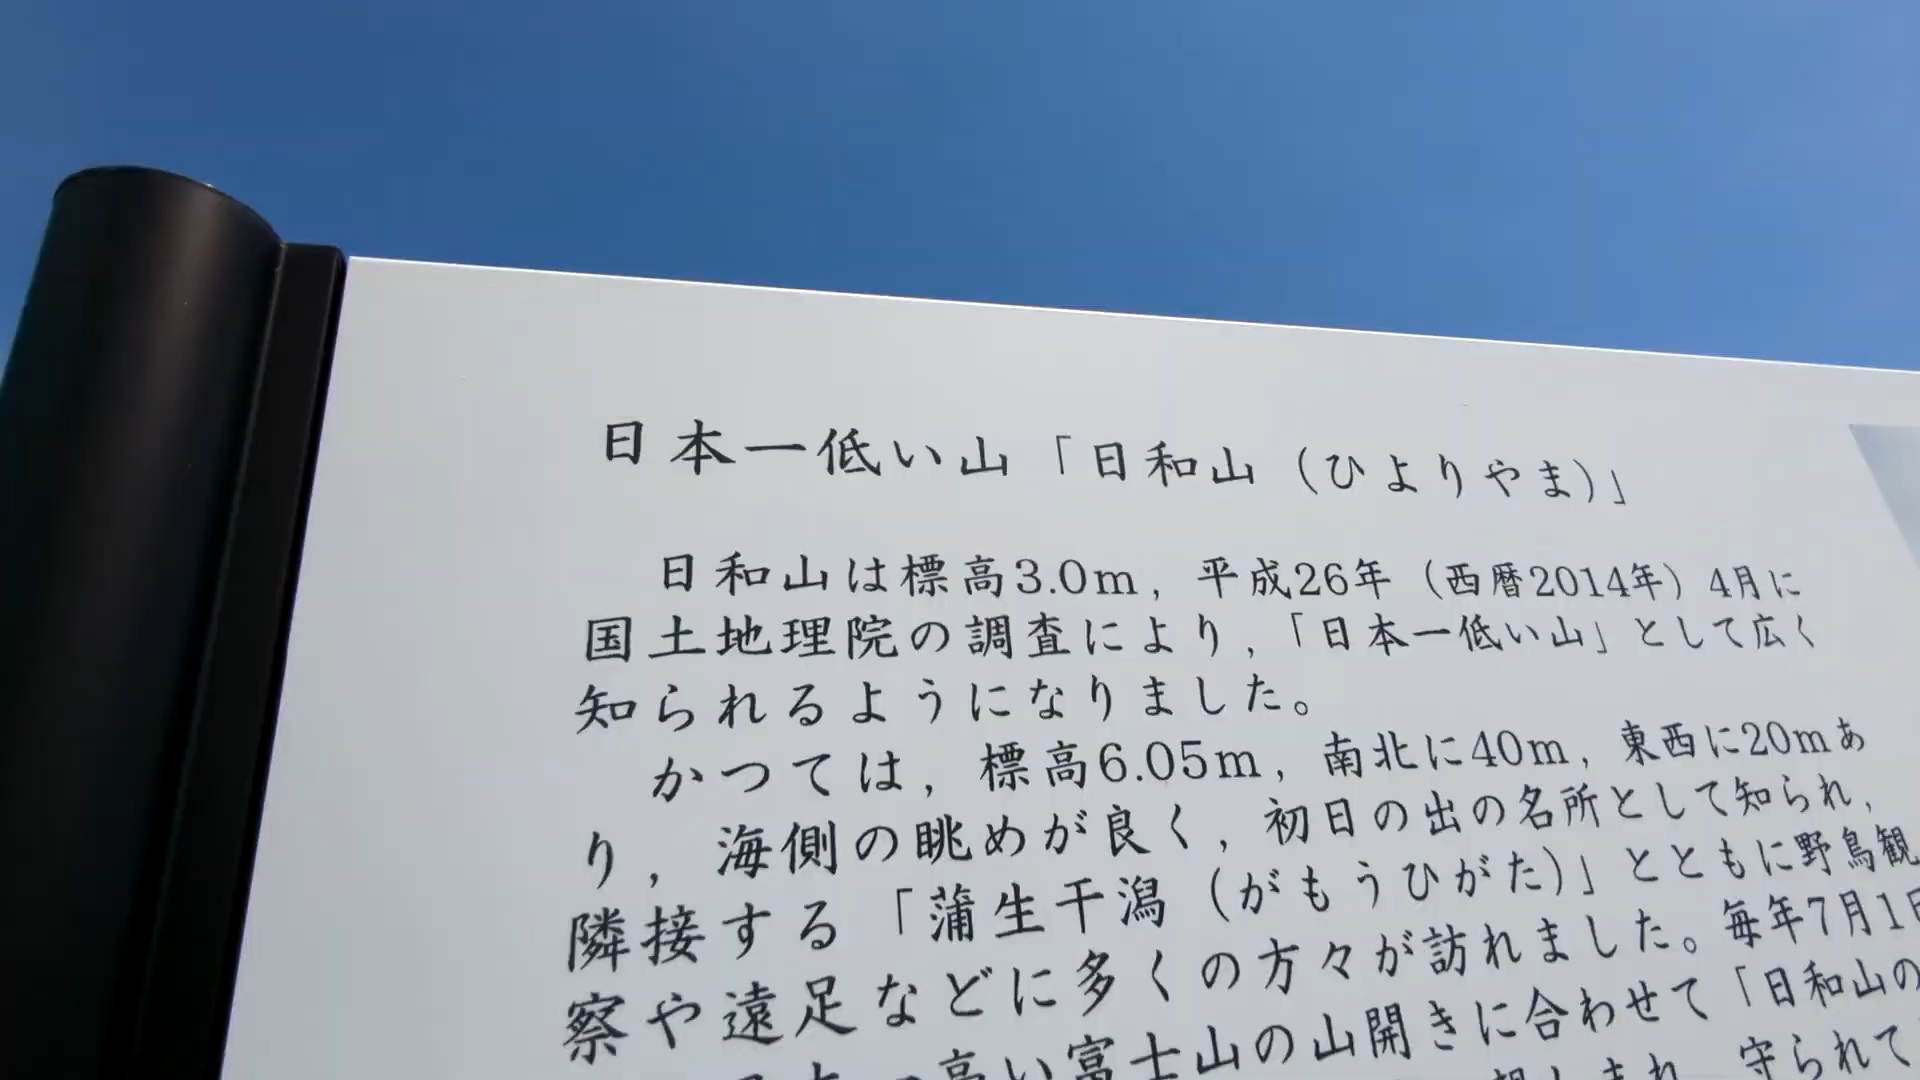 日本一低い山「日和山（ひよりやま）」
日和山は標高3.0m，平成26年（西暦2014年）4月に
国土地理院の調査により，「日本一低い山」として広く
知られるようになりました。
かつては，標高6.05m，南北に40m，東西に20mあ
り，海側の眺めが良く，初日の出の名所として知られ，
隣接する「蒲生干潟（がもうひがた）」とともに野鳥観
察や遠足などに多くの方々が訪れました。毎年7月1日
高い富士山の山開きに合わせて「日和山の
守られて